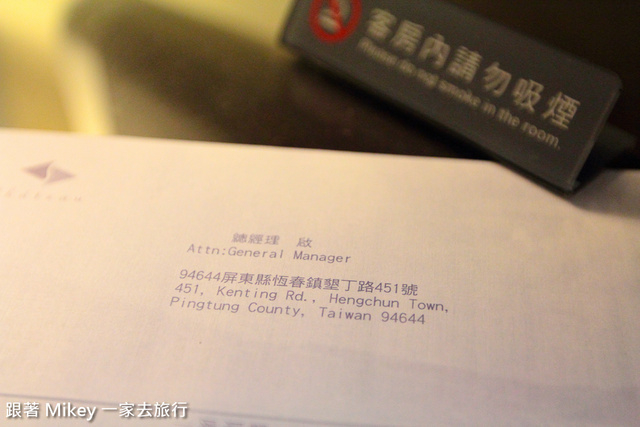 客房內請勿吸煙
Please do not smoke in the room.
總經理 啟
Attn:General Manager
94644屏東縣恆春鎮墾丁路451號
451, Kenting Rd., Hengchun Town,
Pingtung County, Taiwan 94644
跟著 Mikey 一家去旅行